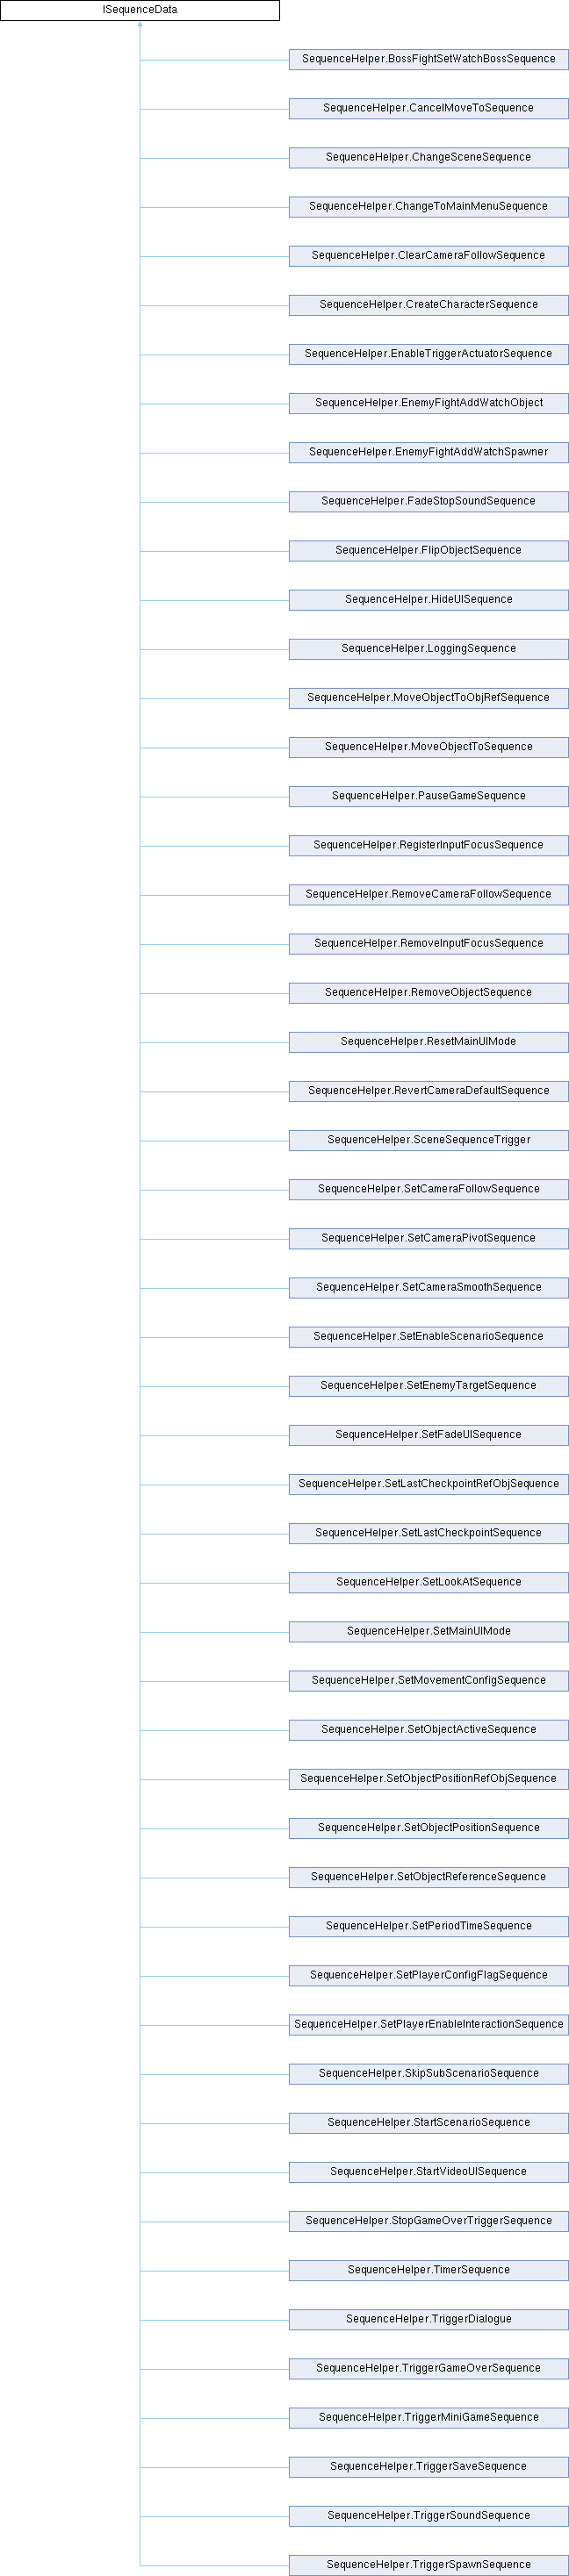 ISequenceData
SequenceHelper.BossFightSetWatchBossSequence
SequenceHelper.CancelMoveToSequence
SequenceHelper.ChangeSceneSequence
SequenceHelper.ChangeToMainMenuSequence
SequenceHelper.ClearCameraFollowSequence
SequenceHelper.CreateCharacterSequence
SequenceHelper.EnableTriggerActuatorSequence
SequenceHelper.EnemyFightAddWatchObject
SequenceHelper.EnemyFightAddWatchSpawner
SequenceHelper.FadeStopSoundSequence
SequenceHelper.FlipObjectSequence
SequenceHelper.HideUISequence
SequenceHelper.LoggingSequence
SequenceHelper.MoveObjectToObjRefSequence
SequenceHelper.MoveObjectToSequence
SequenceHelper.PauseGameSequence
SequenceHelper.RegisterInputFocusSequence
SequenceHelper.RemoveCameraFollowSequence
SequenceHelper.RemoveInputFocusSequence
SequenceHelper.RemoveObjectSequence
SequenceHelper.ResetMainUIMode
SequenceHelper.RevertCameraDefaultSequence
SequenceHelper.SceneSequenceTrigger
SequenceHelper.SetCameraFollowSequence
SequenceHelper.SetCameraPivotSequence
SequenceHelper.SetCameraSmoothSequence
SequenceHelper.SetEnableScenarioSequence
SequenceHelper.SetEnemyTargetSequence
SequenceHelper.SetFadeUISequence
SequenceHelper.SetLastCheckpointRefObjSequence
SequenceHelper.SetLastCheckpointSequence
SequenceHelper.SetLookAtSequence
SequenceHelper.SetMainUIMode
SequenceHelper.SetMovementConfigSequence
SequenceHelper.SetObjectActiveSequence
SequenceHelper.SetObjectPositionRefObjSequence
SequenceHelper.SetObjectPositionSequence
SequenceHelper.SetObjectReferenceSequence
SequenceHelper.SetPeriodTimeSequence
SequenceHelper.SetPlayerConfigFlagSequence
SequenceHelper.SetPlayerEnableInteractionSequence
SequenceHelper.SkipSubScenarioSequence
SequenceHelper.StartScenarioSequence
SequenceHelper.StartVideoUISequence
SequenceHelper.StopGameOverTriggerSequence
SequenceHelper.TimerSequence
SequenceHelper.TriggerDialogue
SequenceHelper.TriggerGameOverSequence
SequenceHelper.TriggerMiniGameSequence
SequenceHelper.TriggerSaveSequence
SequenceHelper.TriggerSoundSequence
SequenceHelper.TriggerSpawnSequence